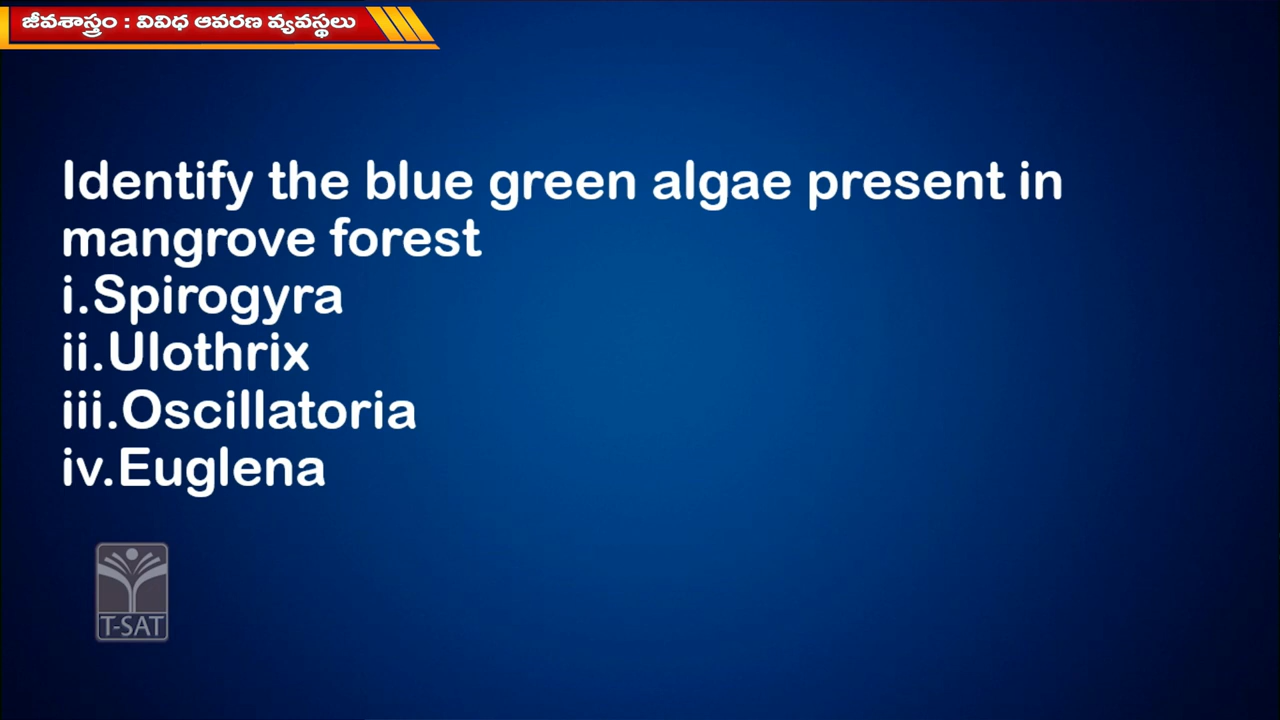 జీవశాస్త్రం : వివిధ ఆవరణ వ్యవస్థలు
Identify the blue green algae present in
mangrove forest
i.Spirogyra
ii.Ulothrix
iii.Oscillatoria
iv.Euglena
T-SAT